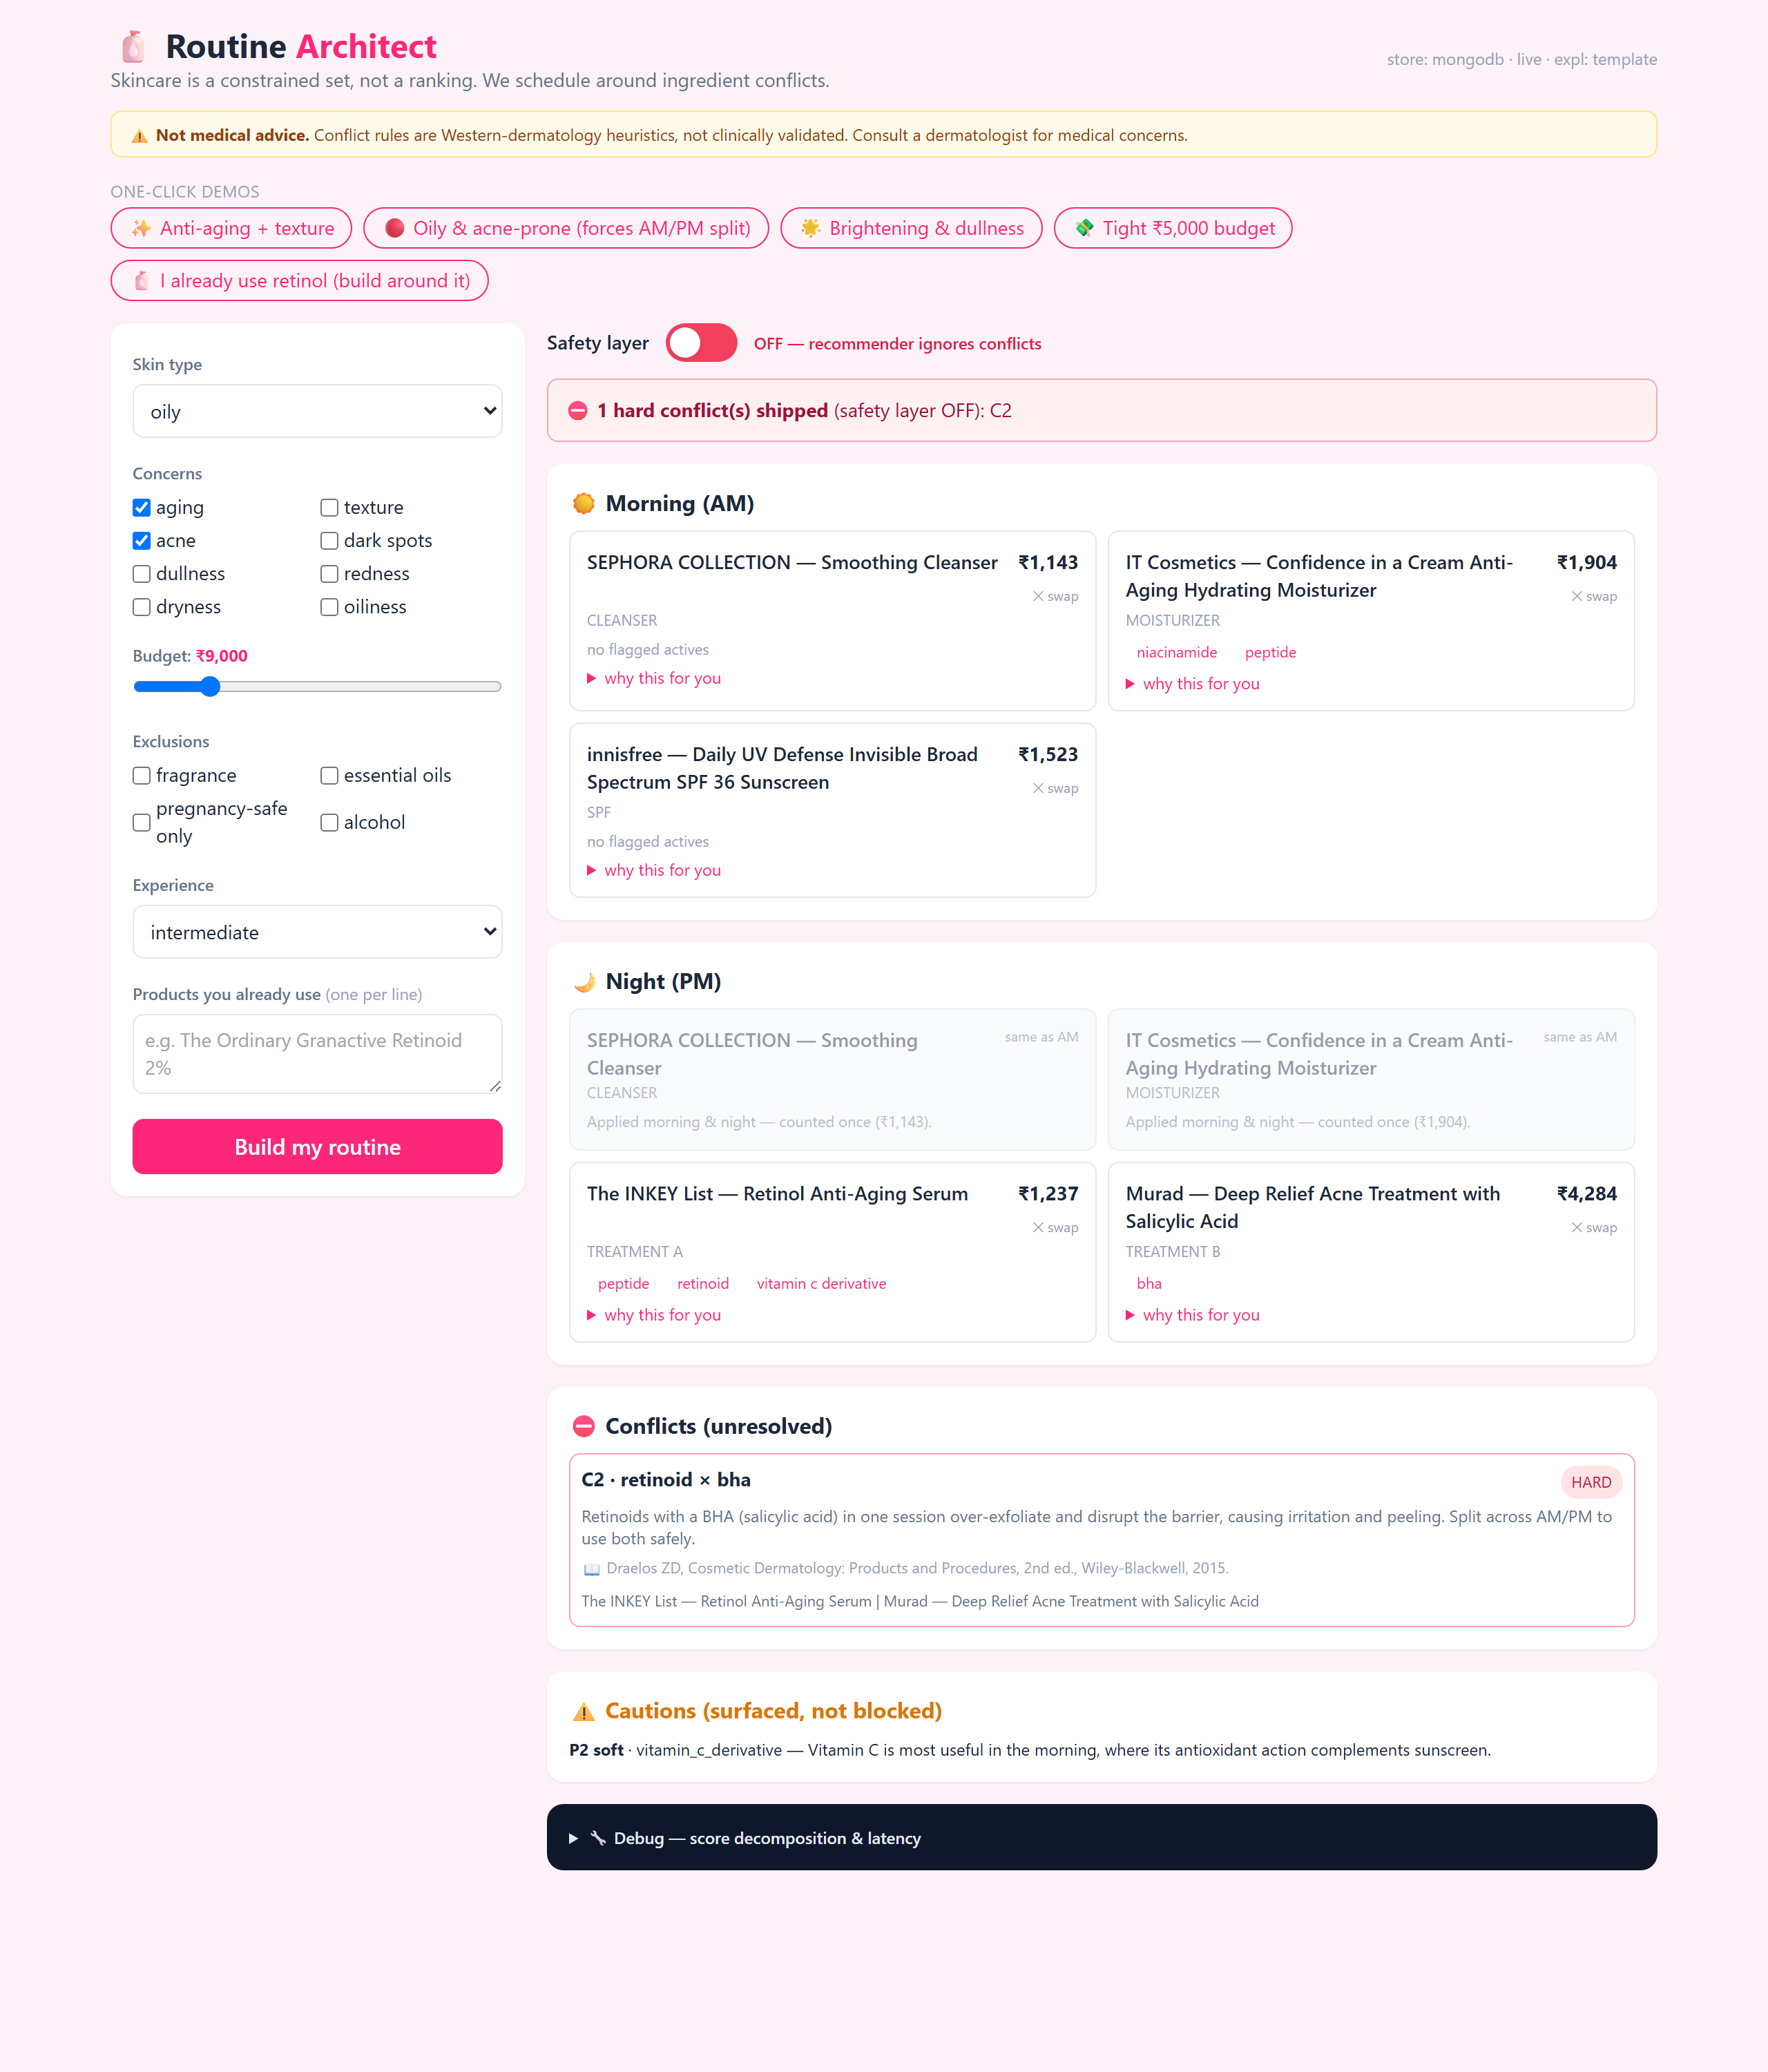 Routine Architect
Skincare is a constrained set, not a ranking. We schedule around ingredient conflicts.
store: mongodb · live · expl: template
Not medical advice. Conflict rules are Western-dermatology heuristics, not clinically validated. Consult a dermatologist for medical concerns.
ONE-CLICK DEMOS
Anti-aging + texture
Oily & acne-prone (forces AM/PM split)
Brightening & dullness
Tight ₹5,000 budget
I already use retinol (build around it)
Skin type
oily
Concerns
aging
texture
acne
dark spots
dullness
redness
dryness
oiliness
Budget: ₹9,000
Exclusions
fragrance
essential oils
pregnancy-safe
only
alcohol
Experience
intermediate
Products you already use (one per line)
e.g. The Ordinary Granactive Retinoid
2%
Build my routine
Safety layer
OFF — recommender ignores conflicts
1 hard conflict(s) shipped (safety layer OFF): C2
Morning (AM)
SEPHORA COLLECTION — Smoothing Cleanser
₹1,143
× swap
CLEANSER
no flagged actives
why this for you
IT Cosmetics — Confidence in a Cream Anti-
Aging Hydrating Moisturizer
₹1,904
× swap
MOISTURIZER
niacinamide peptide
why this for you
innisfree — Daily UV Defense Invisible Broad
Spectrum SPF 36 Sunscreen
₹1,523
× swap
SPF
no flagged actives
why this for you
Night (PM)
SEPHORA COLLECTION — Smoothing
Cleanser
same as AM
CLEANSER
Applied morning & night — counted once (₹1,143).
IT Cosmetics — Confidence in a Cream Anti-
Aging Hydrating Moisturizer
same as AM
MOISTURIZER
Applied morning & night — counted once (₹1,904).
The INKEY List — Retinol Anti-Aging Serum
₹1,237
× swap
TREATMENT A
peptide retinoid vitamin c derivative
why this for you
Murad — Deep Relief Acne Treatment with
Salicylic Acid
₹4,284
× swap
TREATMENT B
bha
why this for you
Conflicts (unresolved)
C2 · retinoid × bha
HARD
Retinoids with a BHA (salicylic acid) in one session over-exfoliate and disrupt the barrier, causing irritation and peeling. Split across AM/PM to
use both safely.
Draelos ZD, Cosmetic Dermatology: Products and Procedures, 2nd ed., Wiley-Blackwell, 2015.
The INKEY List — Retinol Anti-Aging Serum | Murad — Deep Relief Acne Treatment with Salicylic Acid
Cautions (surfaced, not blocked)
P2 soft · vitamin_c_derivative — Vitamin C is most useful in the morning, where its antioxidant action complements sunscreen.
Debug — score decomposition & latency